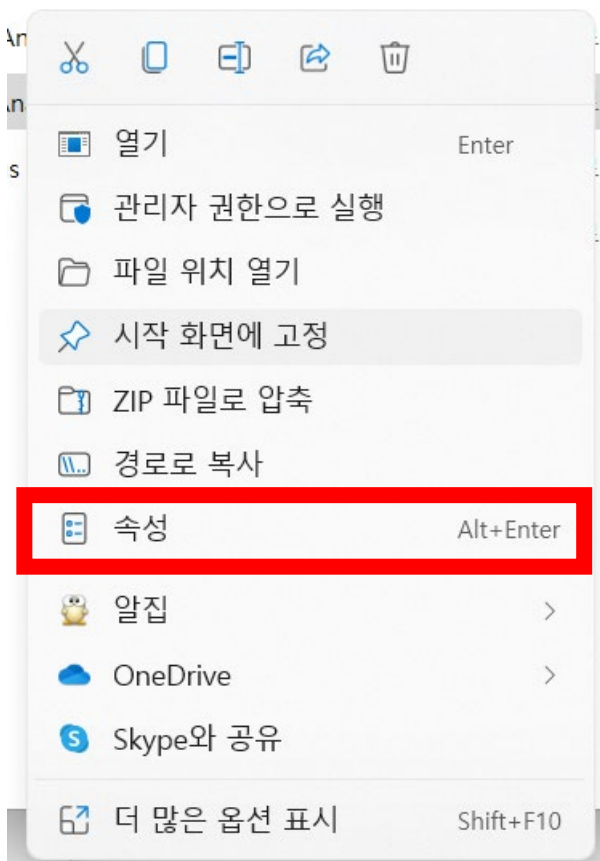 An
열기 Enter
An
관리자 권한으로 실행
s
파일 위치 열기
시작 화면에 고정
ZIP 파일로 압축
경로로 복사
속성 Alt+Enter
알집
OneDrive
Skype와 공유
더 많은 옵션 표시 Shift+F10